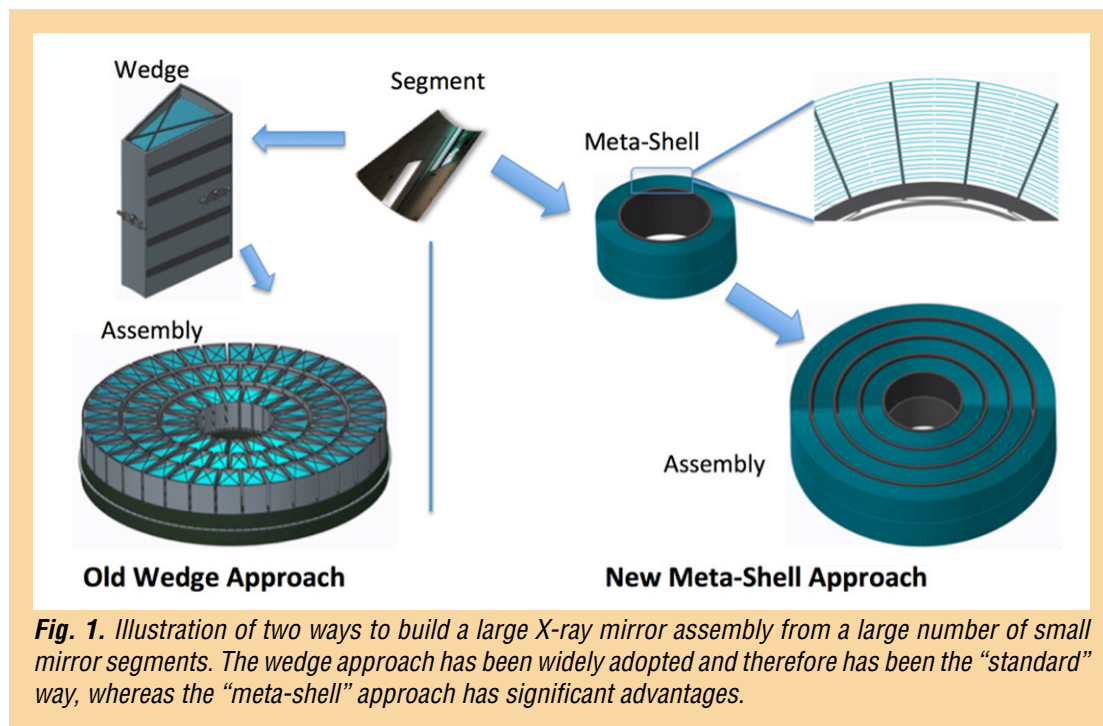 Wedge
Segment
Meta-Shell
Assembly
Assembly
Old Wedge Approach
New Meta-Shell Approach
Fig. 1. Illustration of two ways to build a large X-ray mirror assembly from a large number of small
mirror segments. The wedge approach has been widely adopted and therefore has been the “standard”
way, whereas the “meta-shell” approach has significant advantages.